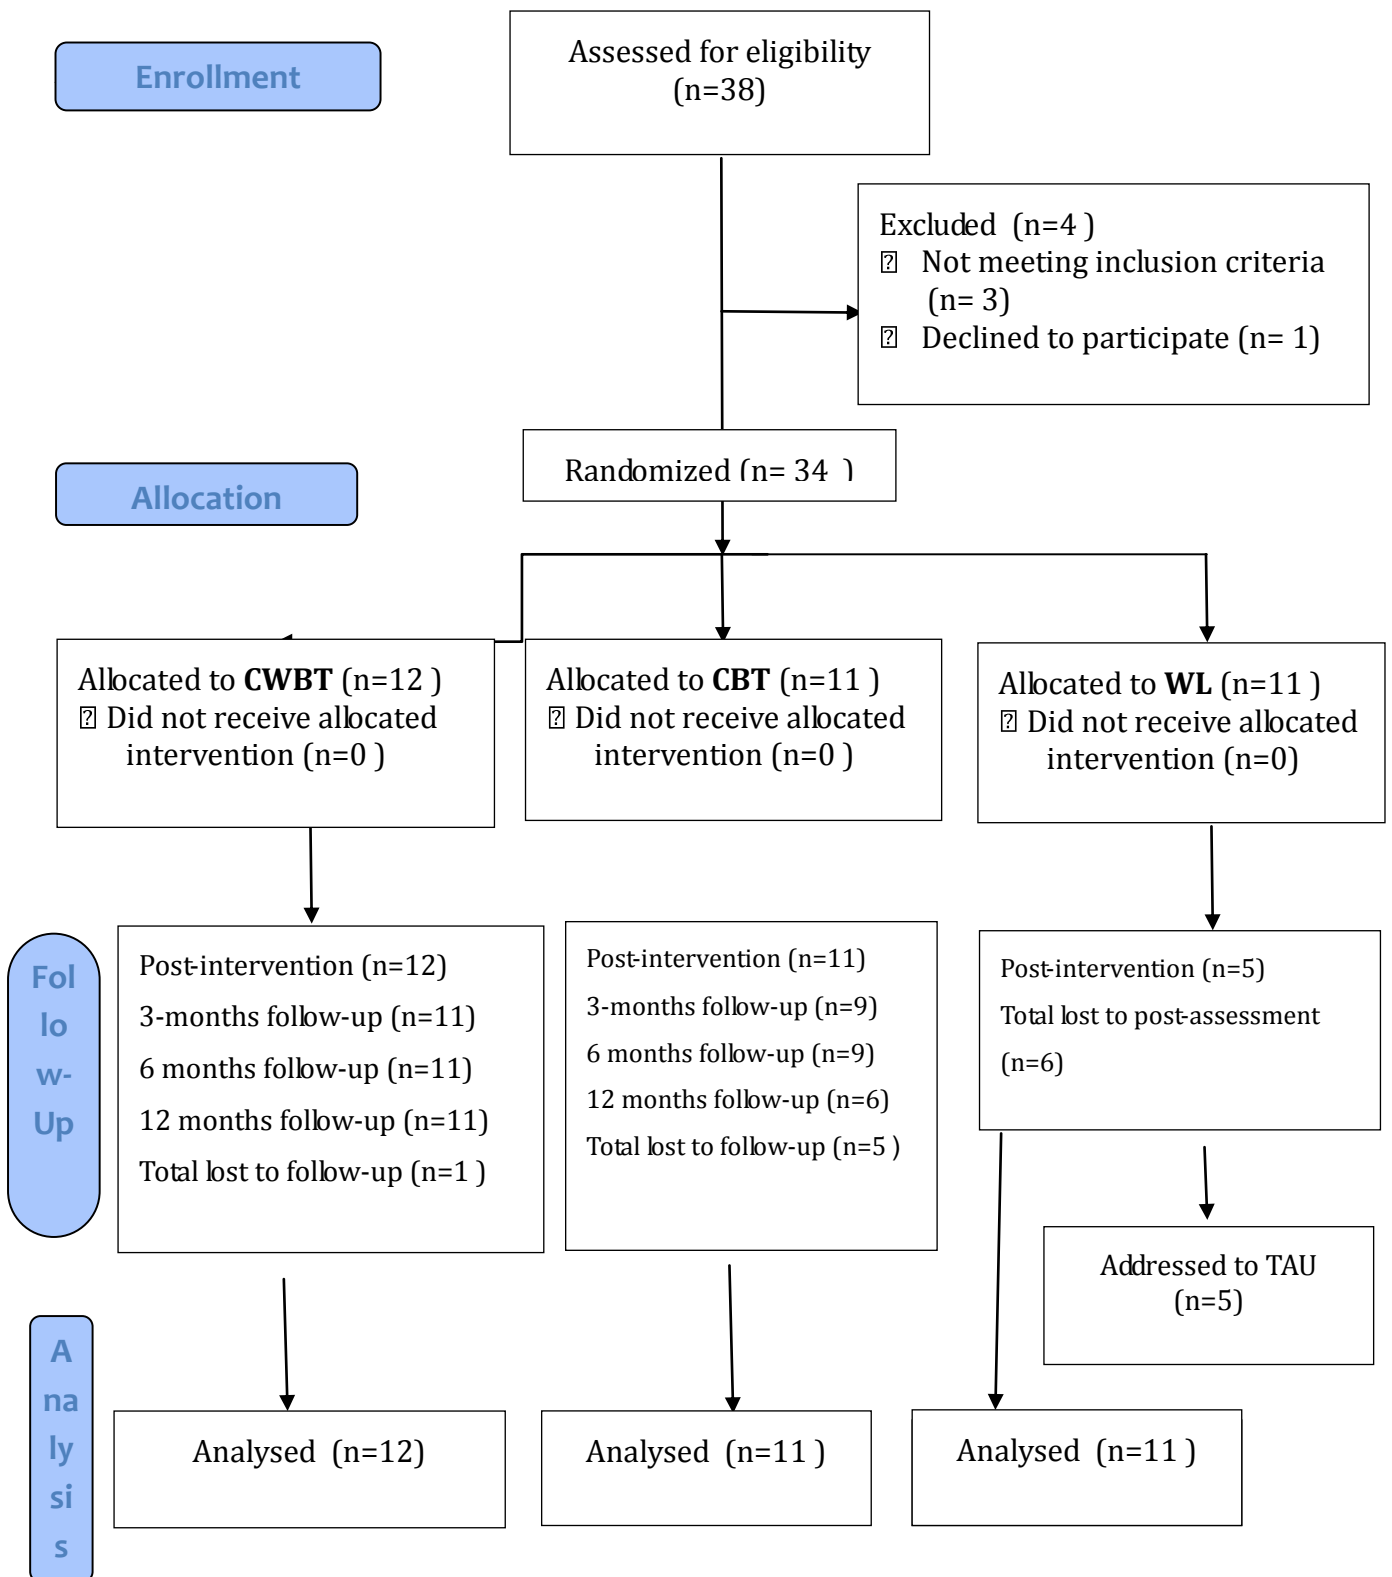 Enrollment
Assessed for eligibility
(n=38)
Excluded (n=4 )
⍰ Not meeting inclusion criteria
(n= 3)
⍰ Declined to participate (n= 1)
Randomized (n= 34 )
Allocation
Allocated to CWBT (n=12 )
⍰ Did not receive allocated
intervention (n=0 )
Allocated to CBT (n=11 )
⍰ Did not receive allocated
intervention (n=0 )
Allocated to WL (n=11 )
⍰ Did not receive allocated
intervention (n=0)
Fol
lo
w-
Up
Post-intervention (n=12)
3-months follow-up (n=11)
6 months follow-up (n=11)
12 months follow-up (n=11)
Total lost to follow-up (n=1 )
Post-intervention (n=11)
3-months follow-up (n=9)
6 months follow-up (n=9)
12 months follow-up (n=6)
Total lost to follow-up (n=5 )
Post-intervention (n=5)
Total lost to post-assessment
(n=6)
Addressed to TAU
(n=5)
A
na
ly
si
s
Analysed (n=12)
Analysed (n=11 )
Analysed (n=11 )